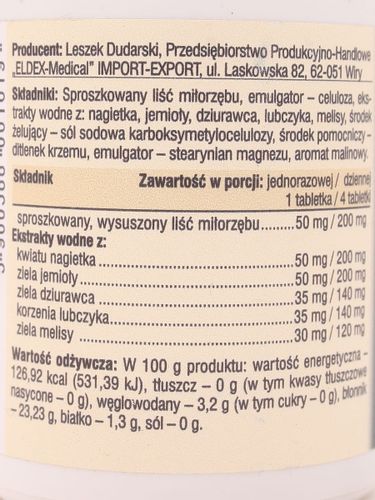 Producent: Leszek Dudarski, Przedsiębiorstwo Produkcyjno-Handlowe
„ELDEX-Medical” IMPORT-EXPORT, ul. Laskowska 82, 62-051 Wiry
Składniki: Sproszkowany liść miłorzębu, emulgator – celuloza, eks-
trakty wodne z: nagietka, jemioły, dziurawca, lubczyka, melisy, środek
żelujący – sól sodowa karboksymetylocelulozy, środek pomocniczy –
ditlenek krzemu, emulgator – stearynian magnezu, aromat malinowy.
Składnik Zawartość w porcji: jednorazowej / dziennej
1 tabletka / 4 tabletki
sproszkowany, wysuszony liść miłorzębu.........50 mg / 200 mg
Ekstrakty wodne z:
kwiatu nagietka.........50 mg / 200 mg
ziela jemioły.........50 mg / 200 mg
ziela dziurawca.........35 mg / 140 mg
korzenia lubczyka.........35 mg / 140 mg
ziela melisy.........30 mg / 120 mg
Wartość odżywcza: W 100 g produktu: wartość energetyczna –
126,92 kcal (531,39 kJ), tłuszcz – 0 g (w tym kwasy tłuszczowe
nasycone – 0 g), węglowodany – 3,2 g (w tym cukry – 0 g), błonnik
– 23,23 g, białko – 1,3 g, sól – 0 g.